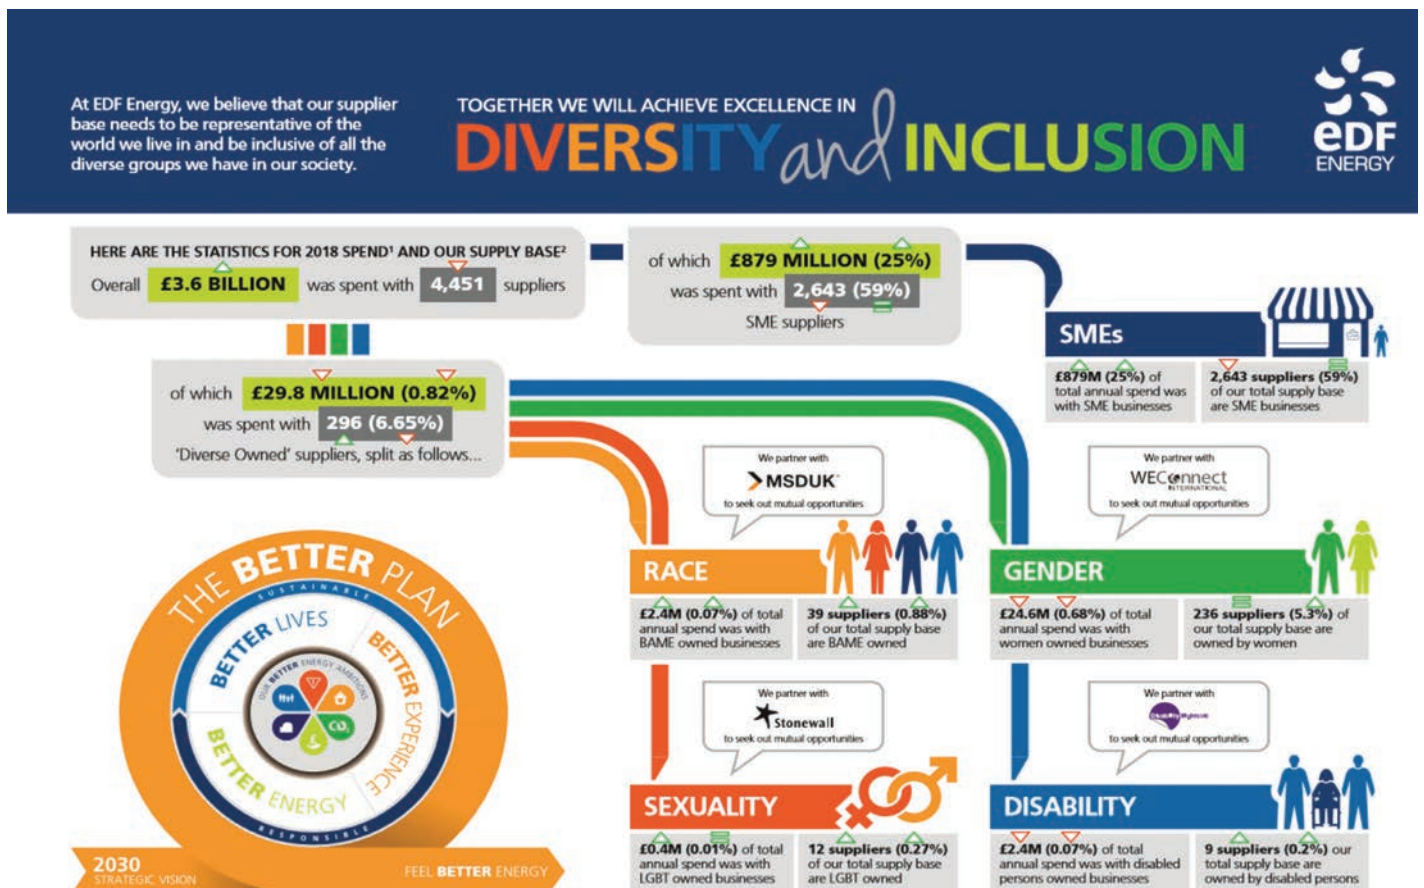 At EDF Energy, we believe that our supplier
base needs to be representative of the
world we live in and be inclusive of all the
diverse groups we have in our society.
TOGETHER WE WILL ACHIEVE EXCELLENCE IN
DIVERSITY and INCLUSION
eDF
ENERGY
HERE ARE THE STATISTICS FOR 2018 SPEND¹ AND OUR SUPPLY BASE²
Overall £3.6 BILLION was spent with 4,451 suppliers
of which £879 MILLION (25%)
was spent with 2,643 (59%)
SME suppliers
SMEs
£879M (25%) of
total annual spend was
with SME businesses
2,643 suppliers (59%)
of our total supply base
are SME businesses
of which £29.8 MILLION (0.82%)
was spent with 296 (6.65%)
'Diverse Owned' suppliers, split as follows...
We partner with
MSDUK
to seek out mutual opportunities
RACE
£2.4M (0.07%) of total
annual spend was with
BAME owned businesses
39 suppliers (0.88%)
of our total supply base
are BAME owned
We partner with
WEConnect
INTERNATIONAL
to seek out mutual opportunities
GENDER
£24.6M (0.68%) of total
annual spend was with
women owned businesses
236 suppliers (5.3%) of
our total supply base are
owned by women
We partner with
Stonewall
to seek out mutual opportunities
SEXUALITY
£0.4M (0.01%) of total
annual spend was with
LGBT owned businesses
12 suppliers (0.27%)
of our total supply base
are LGBT owned
We partner with
to seek out mutual opportunities
DISABILITY
£2.4M (0.07%) of total
annual spend was with disabled
persons owned businesses
9 suppliers (0.2%) our
total supply base are
owned by disabled persons
THE BETTER PLAN
SUSTAINABLE
BETTER LIVES
BETTER EXPERIENCE
BETTER ENERGY
RESPONSIBLE
OUR BETTER ENERGY AMBITIONS
CO₂
2030
STRATEGIC VISION
FEEL BETTER ENERGY